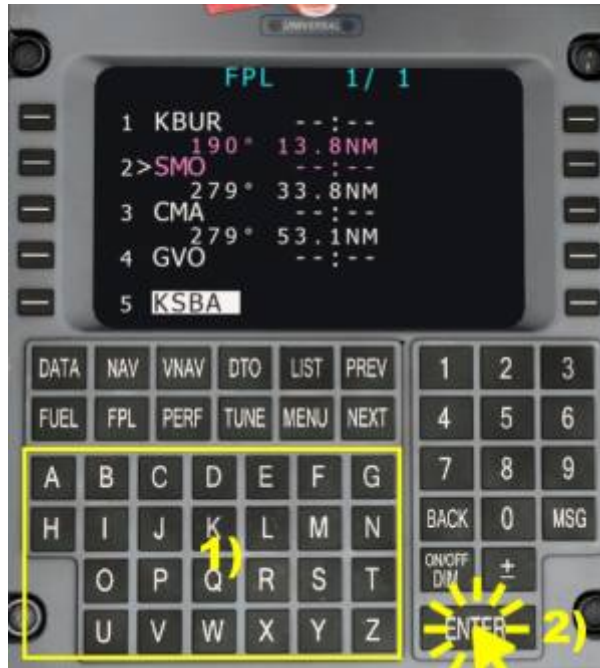 UNIVERSAL
FPL 1/ 1
1 KBUR --:--
190° 13.8NM
2>SMO --:--
279° 33.8NM
3 CMA --:--
279° 53.1NM
4 GVO --:--
5 KSBA
DATA NAV VNAV DTO LIST PREV 1 2 3
FUEL FPL PERF TUNE MENU NEXT 4 5 6
A B C D E F G 7 8 9
H I J K L M N BACK 0 MSG
1)
O P Q R S T ON/OFF DIM ±
U V W X Y Z ENTER 2)